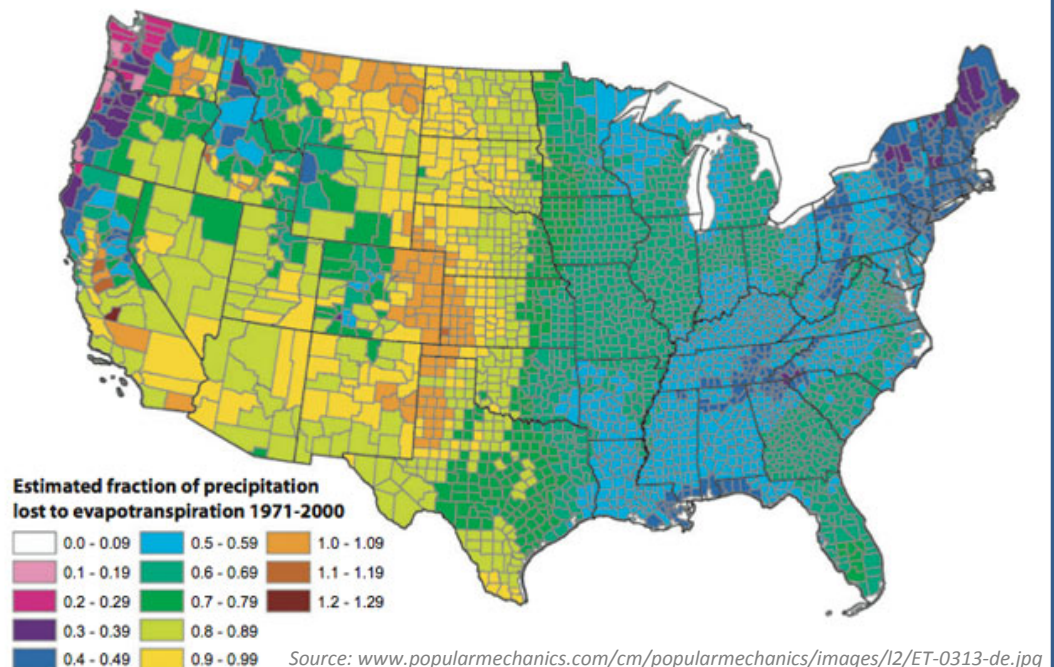 Estimated fraction of precipitation
lost to evapotranspiration 1971-2000
0.0 - 0.09
0.1 - 0.19
0.2 - 0.29
0.3 - 0.39
0.4 - 0.49
0.5 - 0.59
0.6 - 0.69
0.7 - 0.79
0.8 - 0.89
0.9 - 0.99
1.0 - 1.09
1.1 - 1.19
1.2 - 1.29
Source: www.popularmechanics.com/cm/popularmechanics/images/l2/ET-0313-de.jpg